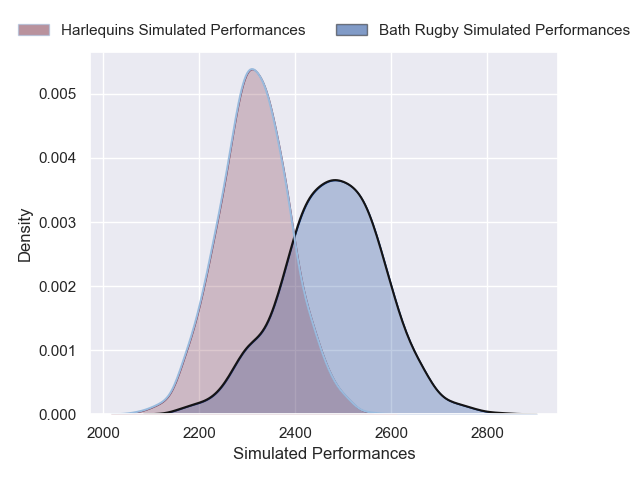 Harlequins Simulated Performances
Bath Rugby Simulated Performances
0.005
0.004
0.003
0.002
0.001
0.000
Density
2000
2200
2400
2600
2800
Simulated Performances